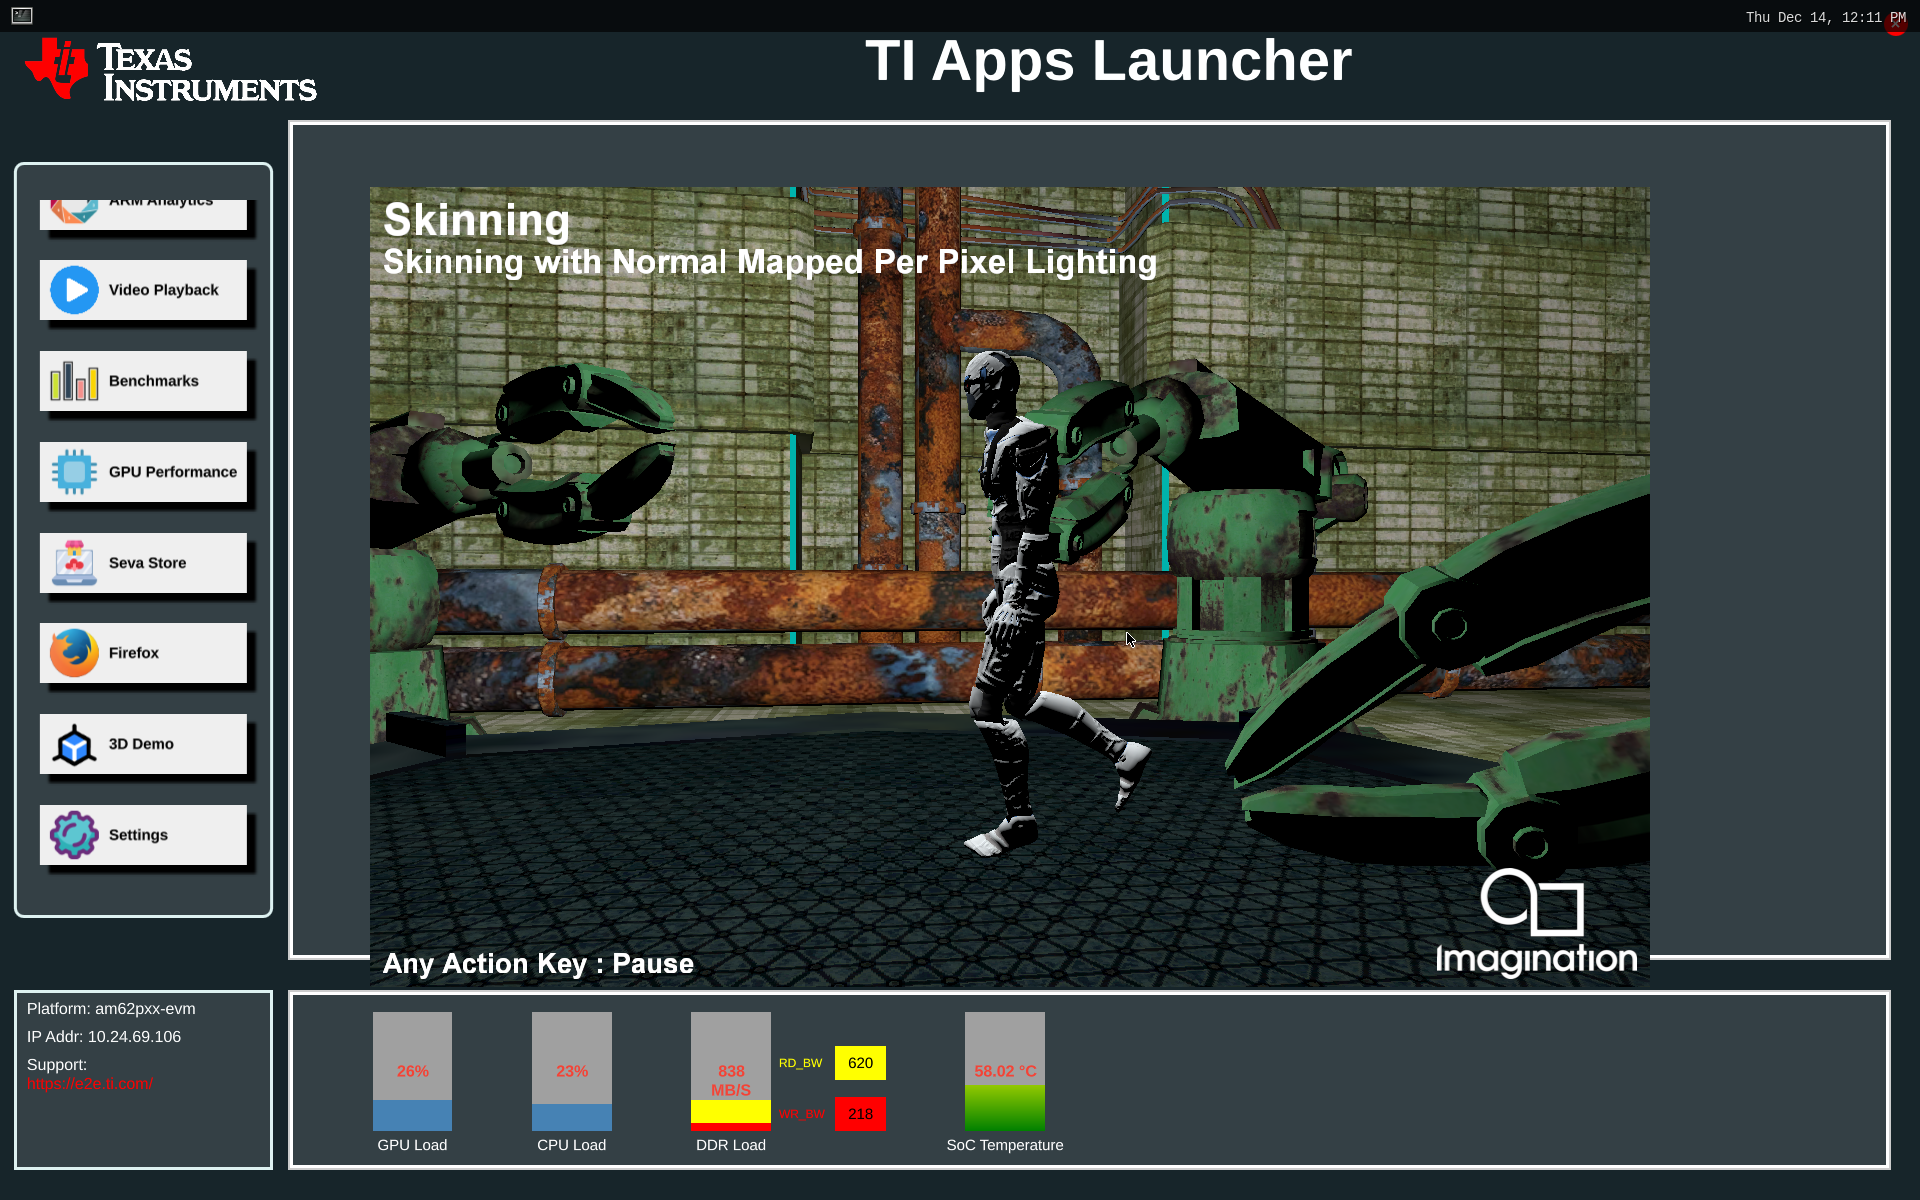 Thu Dec 14, 12:11 PM
TEXAS
INSTRUMENTS
TI Apps Launcher
ARM Analytics
Video Playback
Benchmarks
GPU Performance
Seva Store
Firefox
3D Demo
Settings
Skinning
Skinning with Normal Mapped Per Pixel Lighting
Any Action Key : Pause
Imagination
Platform: am62pxx-evm
IP Addr: 10.24.69.106
Support:
https://e2e.ti.com/
26%
GPU Load
23%
CPU Load
838
MB/S
DDR Load
RD_BW 620
WR_BW 218
58.02 °C
SoC Temperature